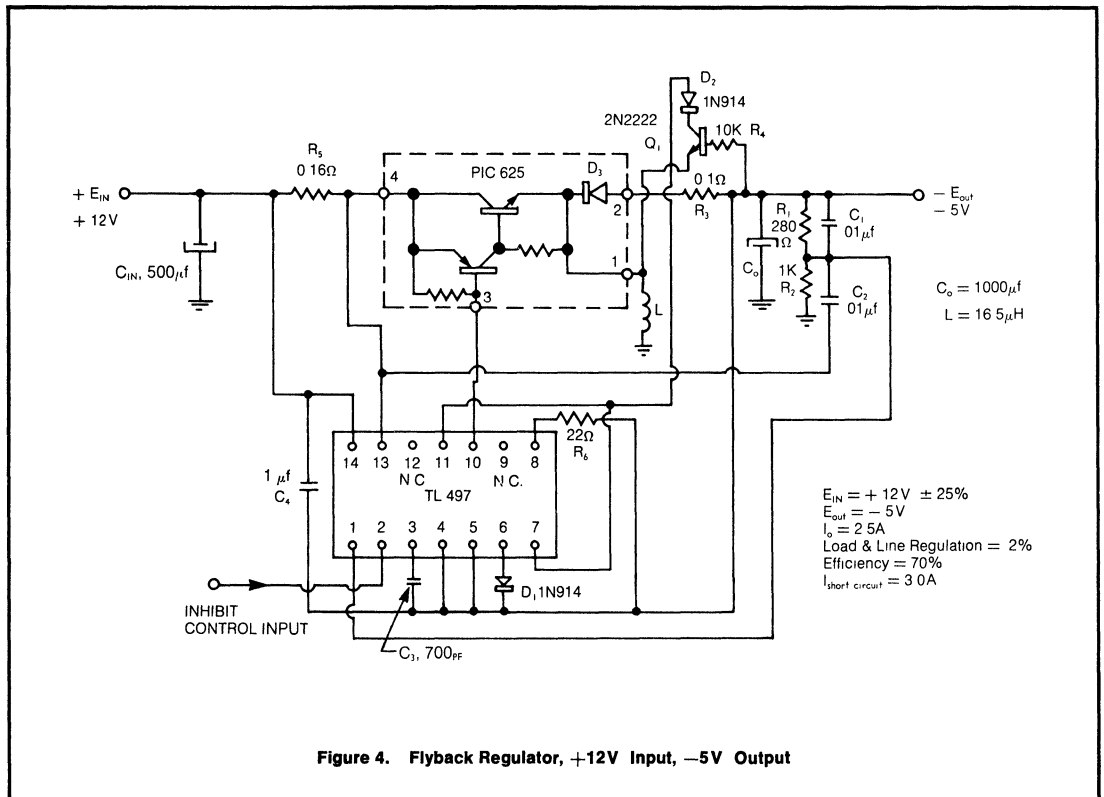 D₂
1N914
2N2222
Q₁
10K R₄
R₅
0 16Ω
PIC 625
D₃
4
2
0 1Ω
R₃
+ E_IN
+ 12V
− E_out
− 5V
R₁
280
Ω
C₁
01µf
1
1K
R₂
C₂
01µf
C_IN, 500µf
C_o
3
L
C_o = 1000µf
L = 16 5µH
22Ω
R₆
14 13 12 11 10 9 8
N C N C.
TL 497
1 µf
C₄
1 2 3 4 5 6 7
E_IN = + 12V ± 25%
E_out = − 5V
I_o = 2 5A
Load & Line Regulation = 2%
Efficiency = 70%
I_short circuit = 3 0A
D₁1N914
INHIBIT
CONTROL INPUT
C₃, 700PF
Figure 4. Flyback Regulator, +12V Input, −5V Output